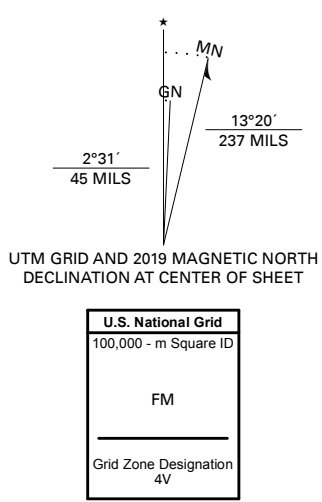 ★
MN
GN
13°20´
237 MILS
2°31´
45 MILS
UTM GRID AND 2019 MAGNETIC NORTH
DECLINATION AT CENTER OF SHEET
U.S. National Grid
100,000 - m Square ID
FM
Grid Zone Designation
4V